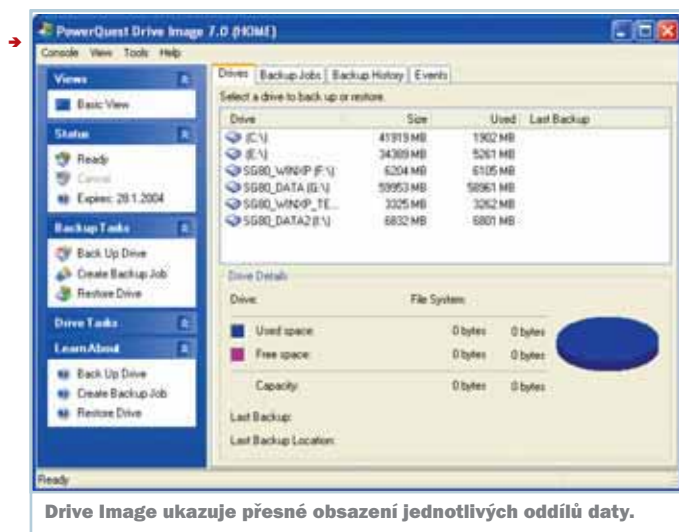 PowerQuest Drive Image 7.0 (HOME)
Console View Tools Help
Views
Basic View
Status
Ready
Cancel
Expires: 28.1.2004
Backup Tasks
Back Up Drive
Create Backup Job
Restore Drive
Drive Tasks
Learn About
Back Up Drive
Create Backup Job
Restore Drive
Drives Backup Jobs Backup History Events
Select a drive to back up or restore.
Drive Size Used Last Backup
(C:\) 41919 MB 1902 MB
(E:\) 34389 MB 5261 MB
SG80_WINXP (F:\) 6204 MB 6105 MB
SG80_DATA (G:\) 59953 MB 58961 MB
SG80_WINXP_TE... 3325 MB 3262 MB
SG80_DATA2 (I:\) 6832 MB 6801 MB
Drive Details
Drive: File System:
Used space: 0 bytes 0 bytes
Free space: 0 bytes 0 bytes
Capacity: 0 bytes 0 bytes
Last Backup:
Last Backup Location:
Ready
Drive Image ukazuje přesné obsazení jednotlivých oddílů daty.